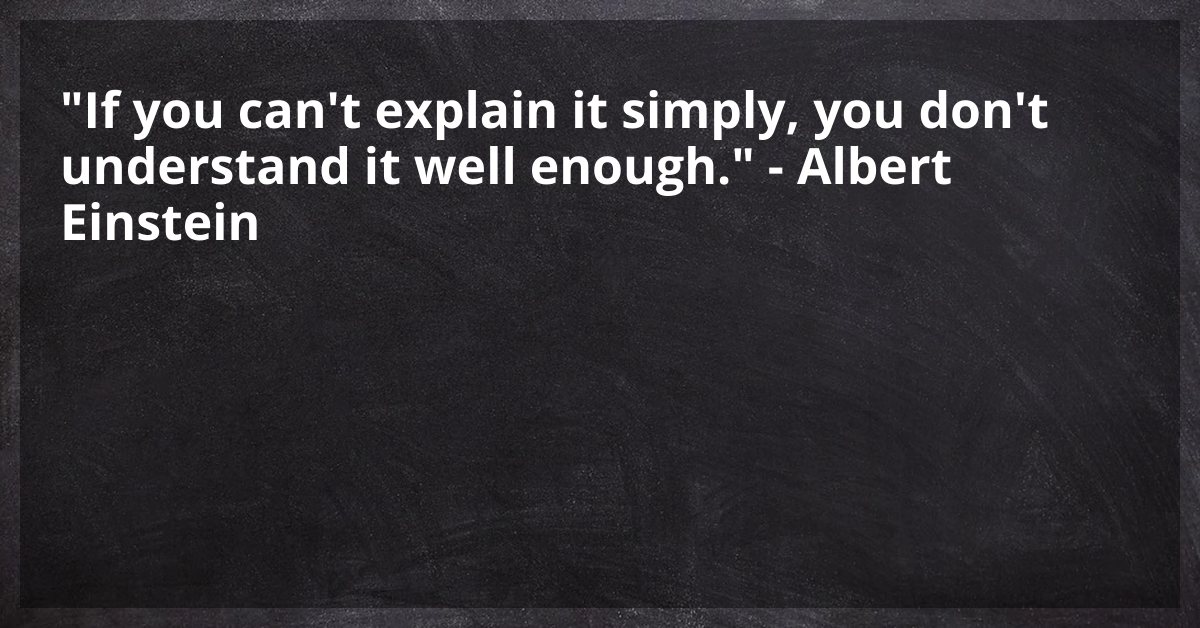 "If you can't explain it simply, you don't
understand it well enough." - Albert
Einstein